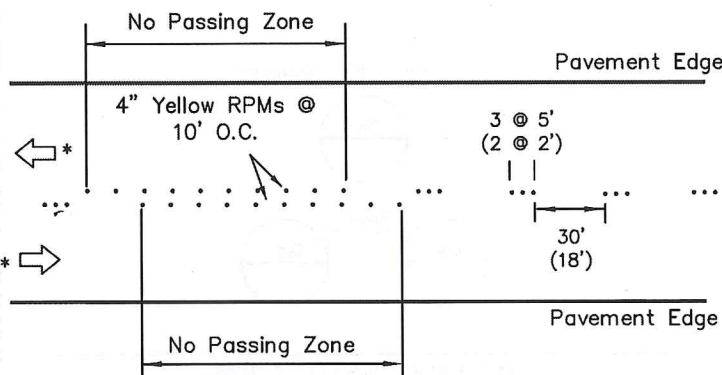 No Passing Zone
Pavement Edge
4" Yellow RPMs @
10' O.C.
3 @ 5'
(2 @ 2')
*
30'
(18')
*
Pavement Edge
No Passing Zone